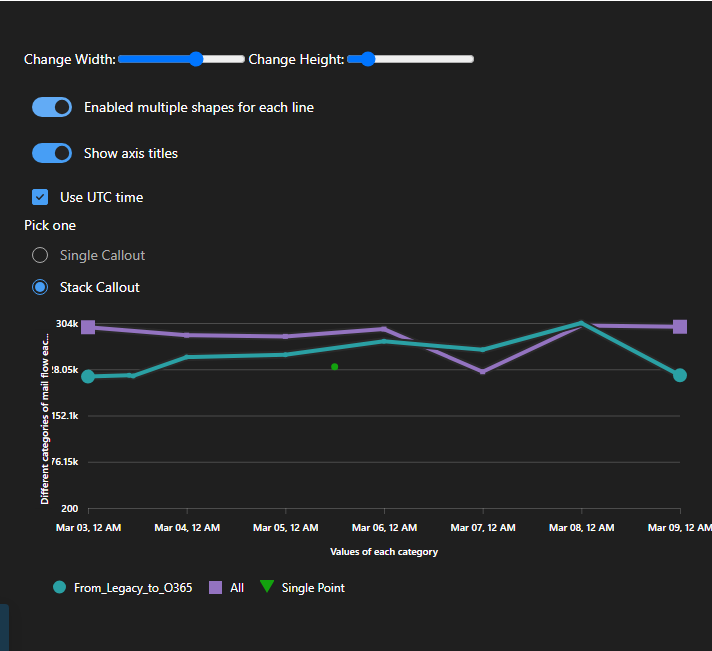 Change Width: Change Height:
Enabled multiple shapes for each line
Show axis titles
Use UTC time
Pick one
Single Callout
Stack Callout
Different categories of mail flow eac...
304k
8.05k
152.1k
76.15k
200
Mar 03, 12 AM Mar 04, 12 AM Mar 05, 12 AM Mar 06, 12 AM Mar 07, 12 AM Mar 08, 12 AM Mar 09, 12 AM
Values of each category
From_Legacy_to_O365 All Single Point